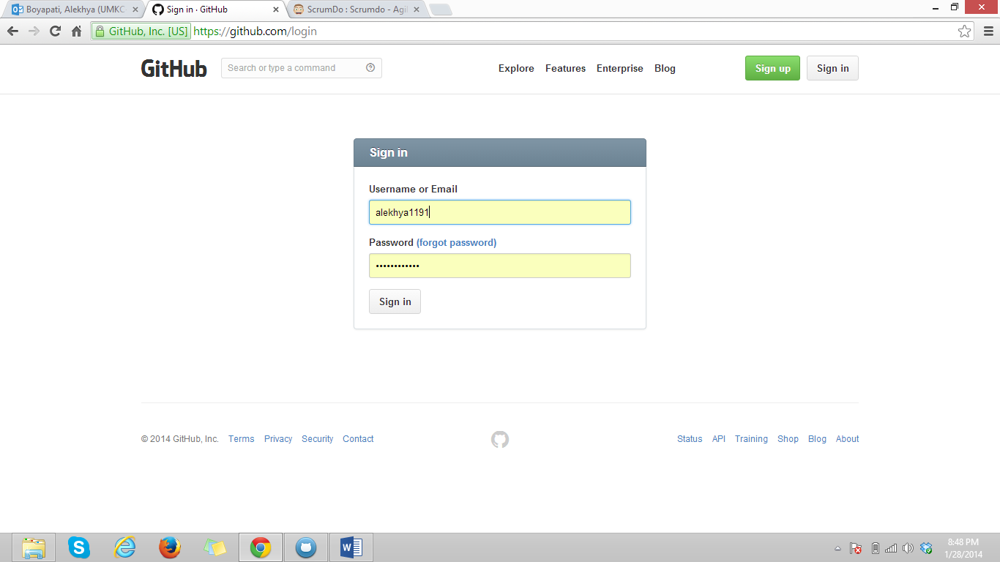 Boyapati, Alekhya (UMKC
Sign in · GitHub
ScrumDo : Scrumdo - Agil
GitHub, Inc. [US] https://github.com/login
GitHub
Search or type a command
Explore Features Enterprise Blog
Sign up Sign in
Sign in
Username or Email
alekhya1191
Password (forgot password)
••••••••••••
Sign in
© 2014 GitHub, Inc. Terms Privacy Security Contact
Status API Training Shop Blog About
8:48 PM
1/28/2014